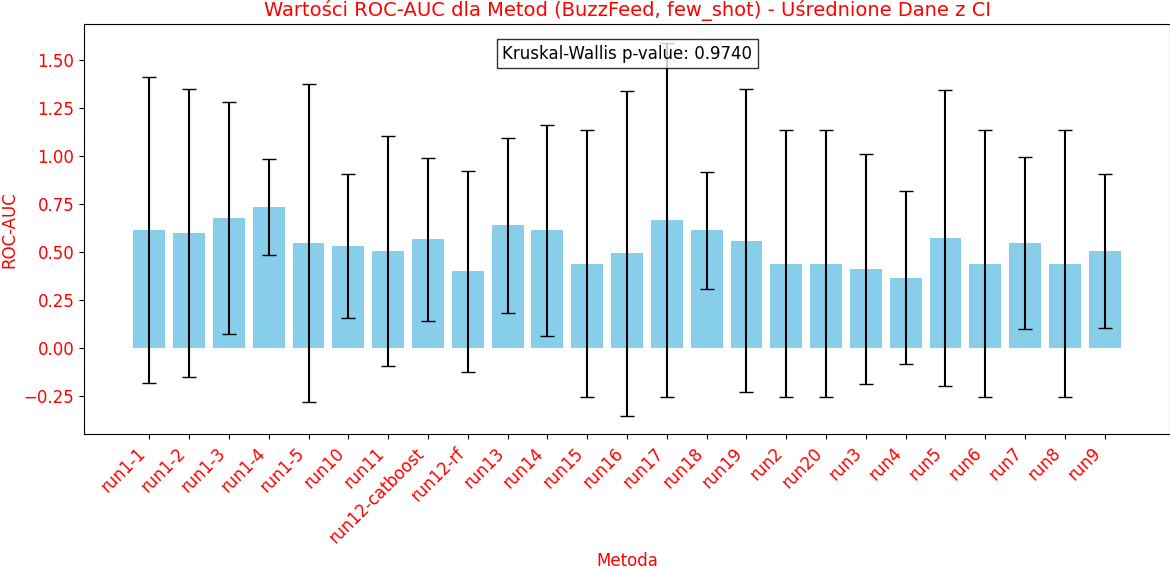 Wartości ROC-AUC dla Metod (BuzzFeed, few_shot) - Uśrednione Dane z CI
Kruskal-Wallis p-value: 0.9740
ROC-AUC
1.50
1.25
1.00
0.75
0.50
0.25
0.00
−0.25
run1-1
run1-2
run1-3
run1-4
run1-5
run10
run11
run12-catboost
run12-rf
run13
run14
run15
run16
run17
run18
run19
run2
run20
run3
run4
run5
run6
run7
run8
run9
Metoda